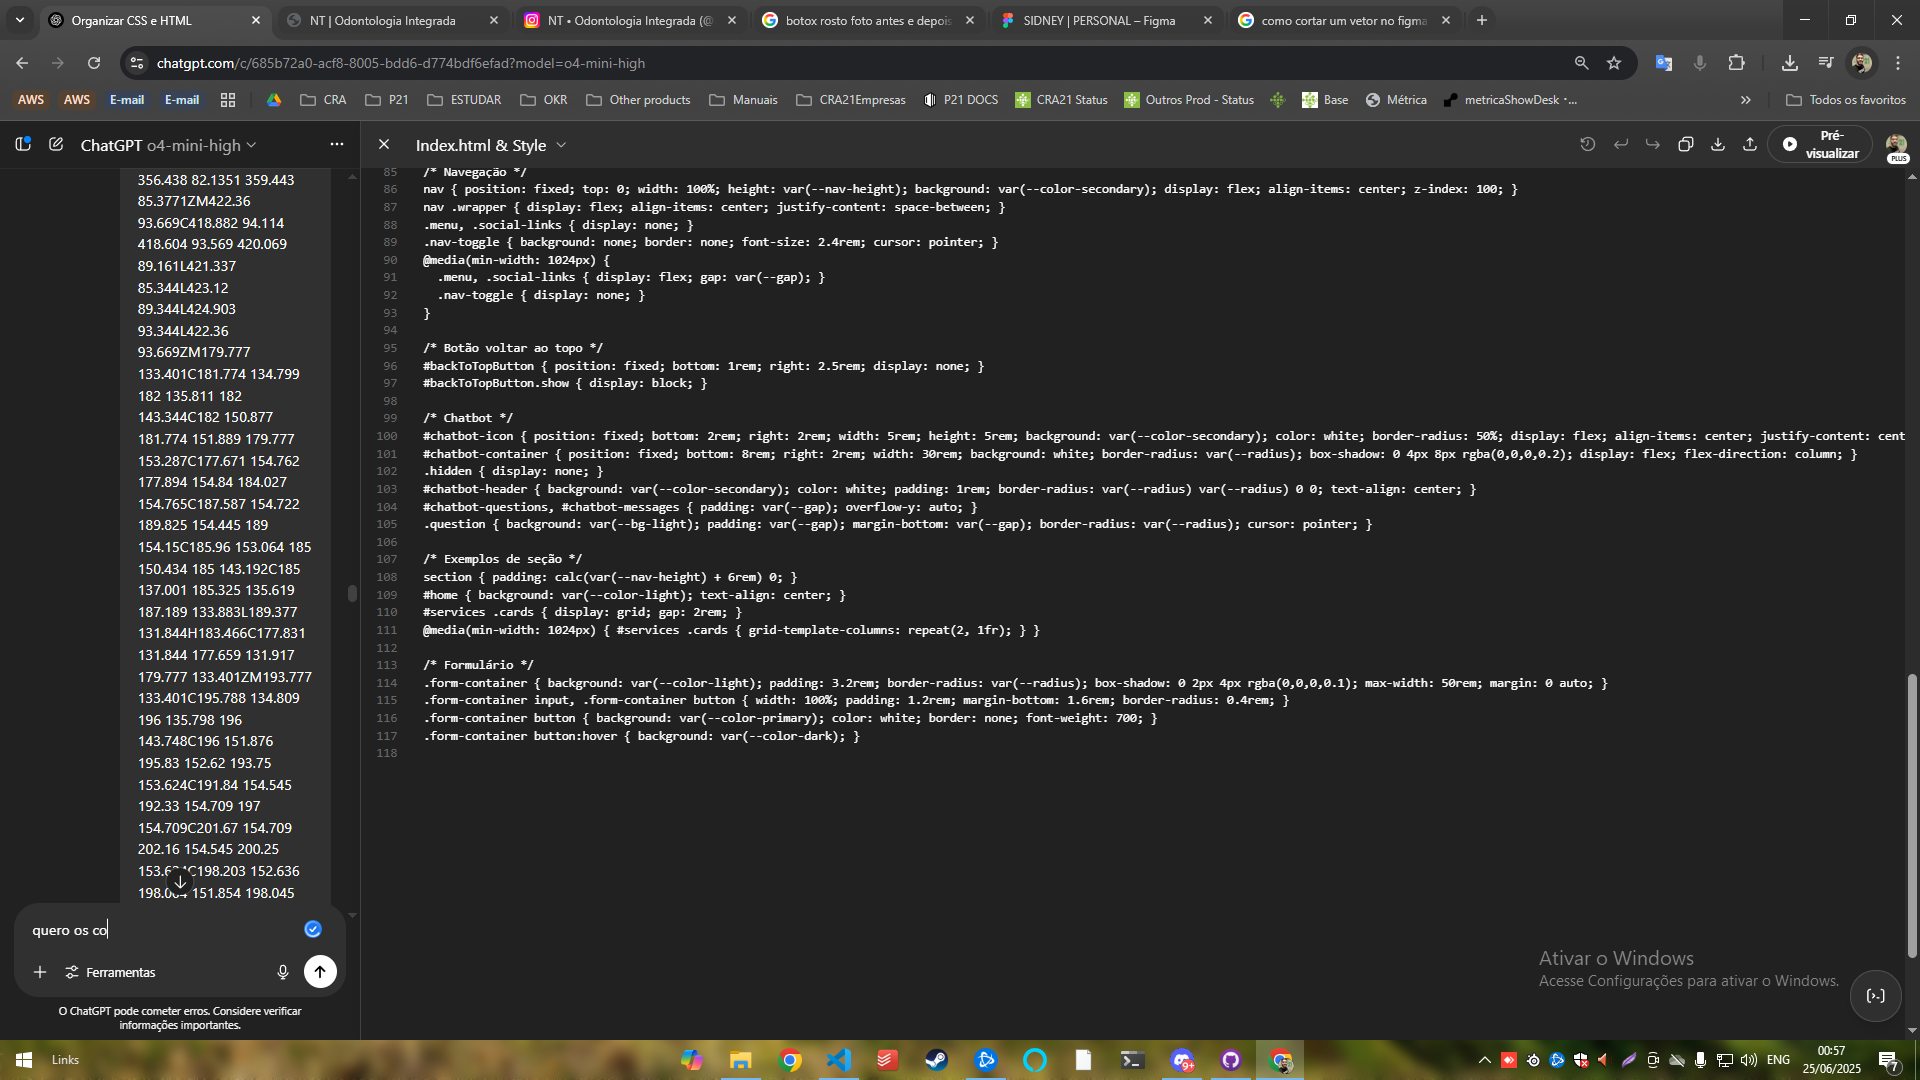 Organizar CSS e HTML
NT | Odontologia Integrada
NT • Odontologia Integrada (@
botox rosto foto antes e depois
SIDNEY | PERSONAL – Figma
como cortar um vetor no figma
chatgpt.com/c/685b72a0-acf8-8005-bdd6-d774bdf6efad?model=o4-mini-high
AWS
AWS
E-mail
E-mail
CRA
P21
ESTUDAR
OKR
Other products
Manuais
CRA21Empresas
P21 DOCS
CRA21 Status
Outros Prod - Status
Base
Métrica
metricaShowDesk •...
Todos os favoritos
ChatGPT o4-mini-high
356.438 82.1351 359.443
85.3771ZM422.36
93.669C418.882 94.114
418.604 93.569 420.069
89.161L421.337
85.344L423.12
89.344L424.903
93.344L422.36
93.669ZM179.777
133.401C181.774 134.799
182 135.811 182
143.344C182 150.877
181.774 151.889 179.777
153.287C177.671 154.762
177.894 154.84 184.027
154.765C187.587 154.722
189.825 154.445 189
154.15C185.96 153.064 185
150.434 185 143.192C185
137.001 185.325 135.619
187.189 133.883L189.377
131.844H183.466C177.831
131.844 177.659 131.917
179.777 133.401ZM193.777
133.401C195.788 134.809
196 135.798 196
143.748C196 151.876
195.83 152.62 193.75
153.624C191.84 154.545
192.33 154.709 197
154.709C201.67 154.709
202.16 154.545 200.25
153.624C198.203 152.636
198.064 151.854 198.045
quero os co
Ferramentas
O ChatGPT pode cometer erros. Considere verificar
informações importantes.
Index.html & Style
Pré-
visualizar
PLUS
85 /* Navegação */
86 nav { position: fixed; top: 0; width: 100%; height: var(--nav-height); background: var(--color-secondary); display: flex; align-items: center; z-index: 100; }
87 nav .wrapper { display: flex; align-items: center; justify-content: space-between; }
88 .menu, .social-links { display: none; }
89 .nav-toggle { background: none; border: none; font-size: 2.4rem; cursor: pointer; }
90 @media(min-width: 1024px) {
91 .menu, .social-links { display: flex; gap: var(--gap); }
92 .nav-toggle { display: none; }
93 }
94
95 /* Botão voltar ao topo */
96 #backToTopButton { position: fixed; bottom: 1rem; right: 2.5rem; display: none; }
97 #backToTopButton.show { display: block; }
98
99 /* Chatbot */
100 #chatbot-icon { position: fixed; bottom: 2rem; right: 2rem; width: 5rem; height: 5rem; background: var(--color-secondary); color: white; border-radius: 50%; display: flex; align-items: center; justify-content: cent
101 #chatbot-container { position: fixed; bottom: 8rem; right: 2rem; width: 30rem; background: white; border-radius: var(--radius); box-shadow: 0 4px 8px rgba(0,0,0,0.2); display: flex; flex-direction: column; }
102 .hidden { display: none; }
103 #chatbot-header { background: var(--color-secondary); color: white; padding: 1rem; border-radius: var(--radius) var(--radius) 0 0; text-align: center; }
104 #chatbot-questions, #chatbot-messages { padding: var(--gap); overflow-y: auto; }
105 .question { background: var(--bg-light); padding: var(--gap); margin-bottom: var(--gap); border-radius: var(--radius); cursor: pointer; }
106
107 /* Exemplos de seção */
108 section { padding: calc(var(--nav-height) + 6rem) 0; }
109 #home { background: var(--color-light); text-align: center; }
110 #services .cards { display: grid; gap: 2rem; }
111 @media(min-width: 1024px) { #services .cards { grid-template-columns: repeat(2, 1fr); } }
112
113 /* Formulário */
114 .form-container { background: var(--color-light); padding: 3.2rem; border-radius: var(--radius); box-shadow: 0 2px 4px rgba(0,0,0,0.1); max-width: 50rem; margin: 0 auto; }
115 .form-container input, .form-container button { width: 100%; padding: 1.2rem; margin-bottom: 1.6rem; border-radius: 0.4rem; }
116 .form-container button { background: var(--color-primary); color: white; border: none; font-weight: 700; }
117 .form-container button:hover { background: var(--color-dark); }
118
Ativar o Windows
Acesse Configurações para ativar o Windows.
Links
9+
ENG
00:57
25/06/2025
7